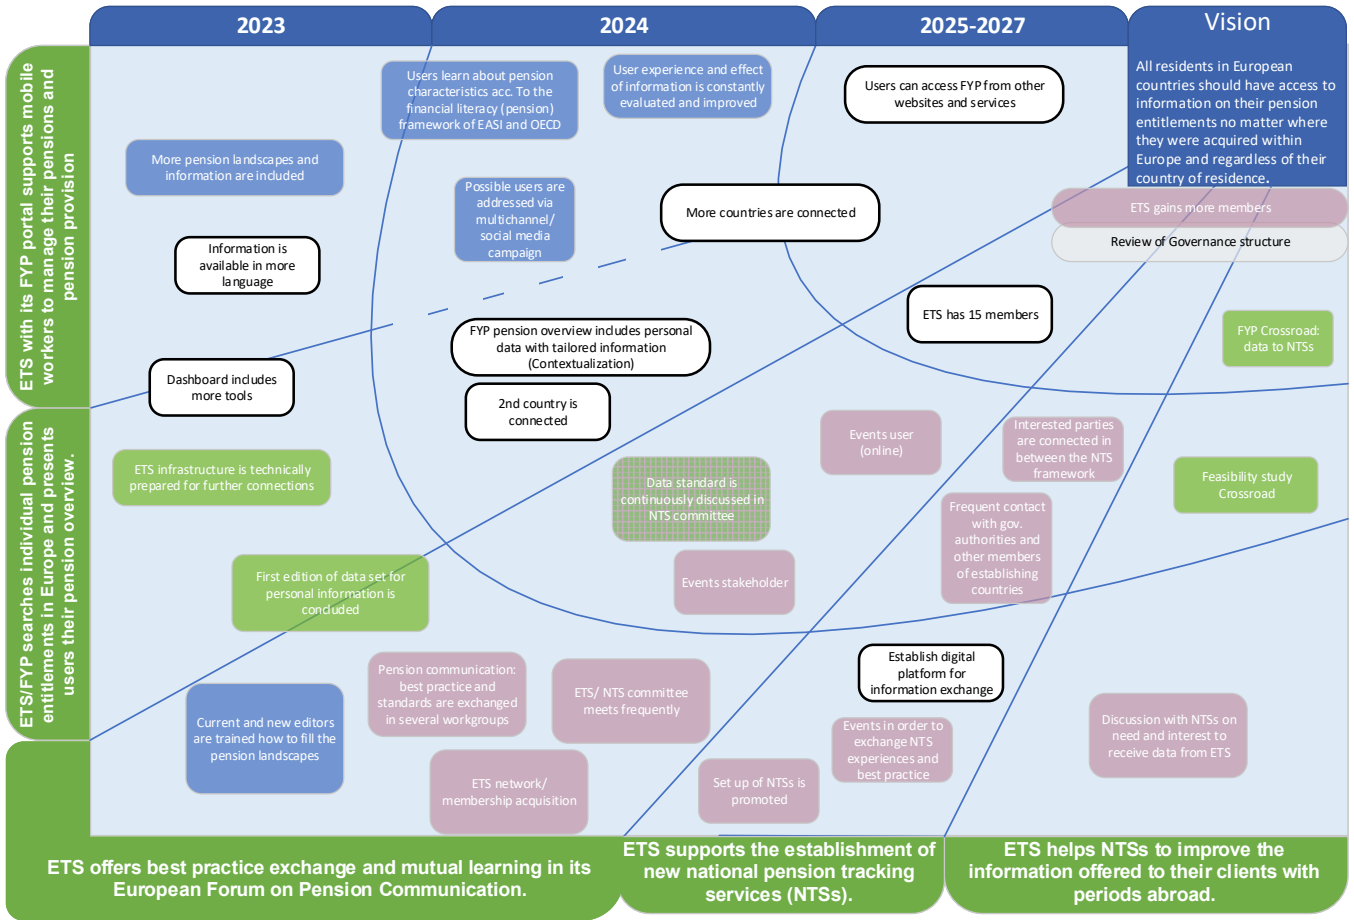 2023
2024
2025-2027
Vision
All residents in European
countries should have access to
information on their pension
entitlements no matter where
they were acquired within
Europe and regardless of their
country of residence.
ETS with its FYP portal supports mobile
workers to manage their pensions and
pension provision
Users learn about pension
characteristics acc. To the
financial literacy (pension)
framework of EASI and OECD
User experience and effect
of information is constantly
evaluated and improved
Users can access FYP from other
websites and services
More pension landscapes and
information are included
Possible users are
addressed via
multichannel/
social media
campaign
More countries are connected
ETS gains more members
Review of Governance structure
Information is
available in more
language
ETS has 15 members
FYP pension overview includes personal
data with tailored information
(Contextualization)
FYP Crossroad:
data to NTSs
Dashboard includes
more tools
2nd country is
connected
ETS/FYP searches individual pension
entitlements in Europe and presents
users their pension overview.
Events user
(online)
Interested parties
are connected in
between the NTS
framework
ETS infrastructure is technically
prepared for further connections
Data standard is
continuously discussed in
NTS committee
Feasibility study
Crossroad
Frequent contact
with gov.
authorities and
other members
of establishing
countries
First edition of data set for
personal information is
concluded
Events stakeholder
Pension communication:
best practice and
standards are exchanged
in several workgroups
ETS/ NTS committee
meets frequently
Establish digital
platform for
information exchange
Current and new editors
are trained how to fill the
pension landscapes
Events in order to
exchange NTS
experiences and
best practice
Discussion with NTSs on
need and interest to
receive data from ETS
ETS network/
membership acquisition
Set up of NTSs is
promoted
ETS offers best practice exchange and mutual learning in its
European Forum on Pension Communication.
ETS supports the establishment of
new national pension tracking
services (NTSs).
ETS helps NTSs to improve the
information offered to their clients with
periods abroad.